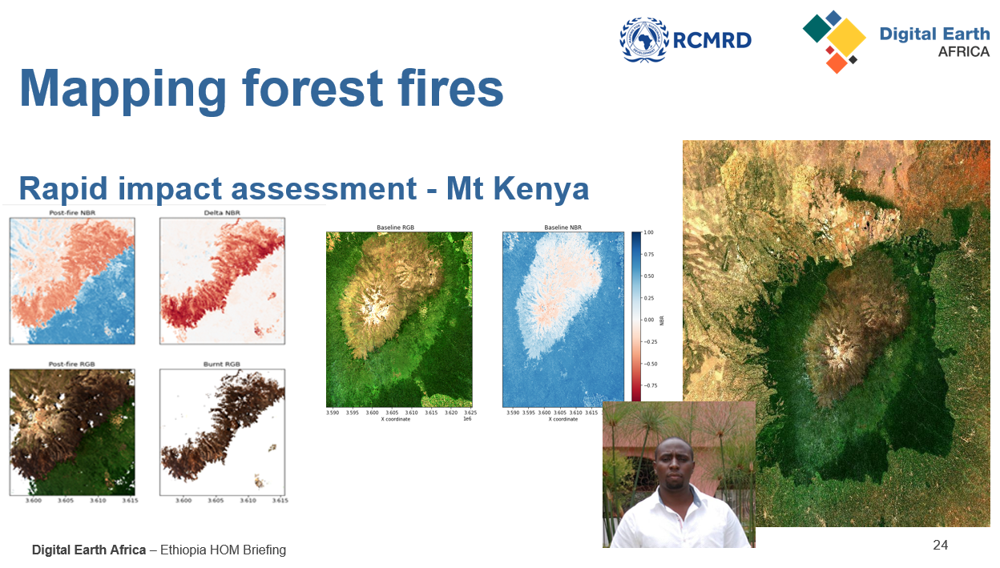 RCMRD
Digital Earth
AFRICA
Mapping forest fires
Rapid impact assessment - Mt Kenya
Post-fire NBR
Delta NBR
Post-fire RGB
Burnt RGB
3.600 3.605 3.610 3.615
3.600 3.605 3.610 3.615
Baseline RGB
3.590 3.595 3.600 3.605 3.610 3.615 3.620 3.625
1e6
X coordinate
Baseline NBR
3.590 3.595 3.600 3.605 3.610 3.615
X coordinate
1.00
0.75
0.50
0.25
0.00
−0.25
−0.50
−0.75
NBR
Digital Earth Africa – Ethiopia HOM Briefing
24